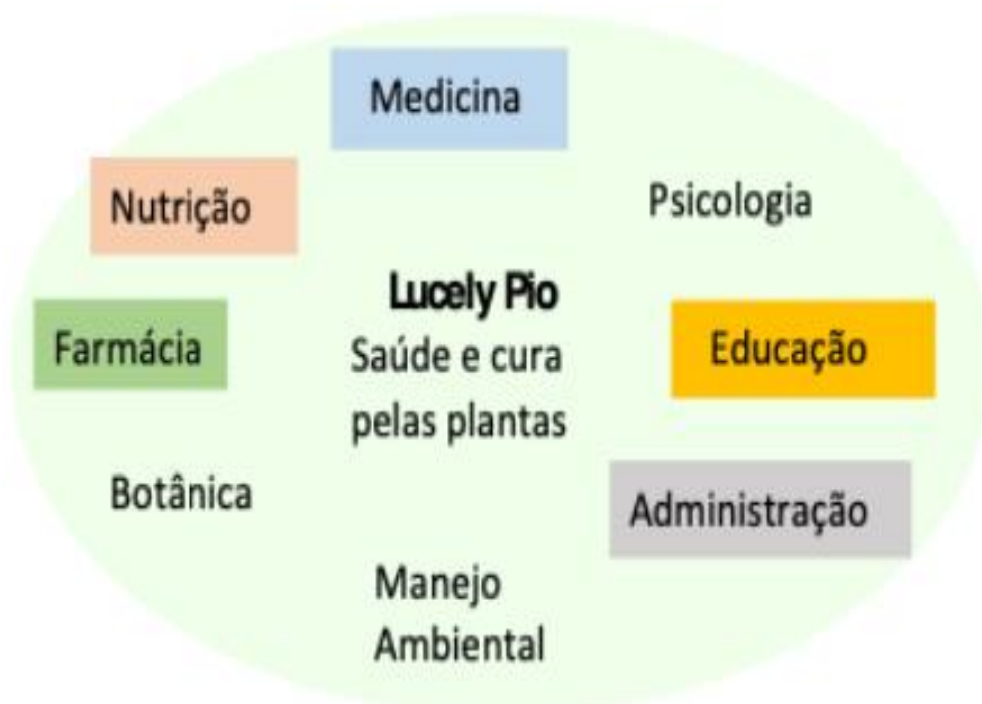 Medicina
Nutrição
Psicologia
Lucely Pio
Saúde e cura
pelas plantas
Farmácia
Educação
Botânica
Administração
Manejo
Ambiental